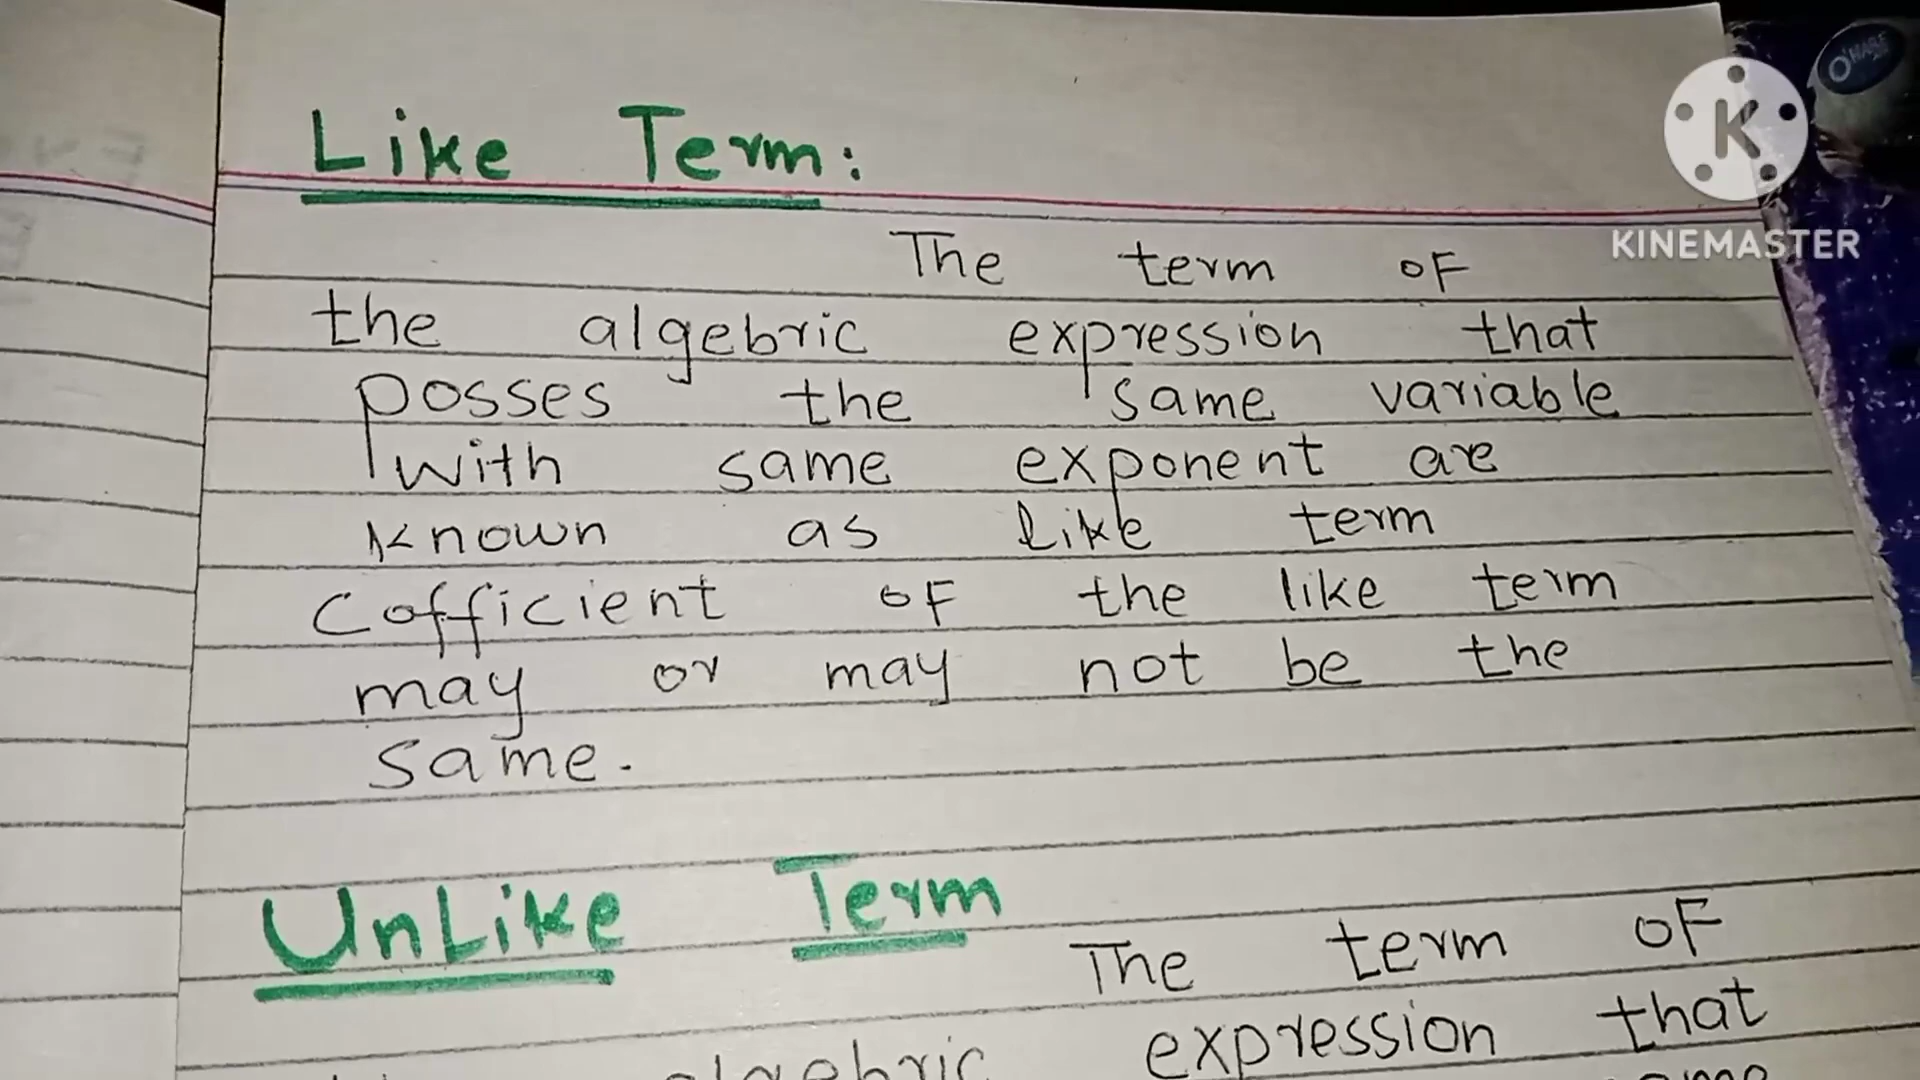 Like Term:
The term oF
the algebric expression that
posses the same variable
with same exponent are
known as like term
Cofficient oF the like term
may or may not be the
same.
UnLike Term
The term oF
algebric expression that
K
KINEMASTER